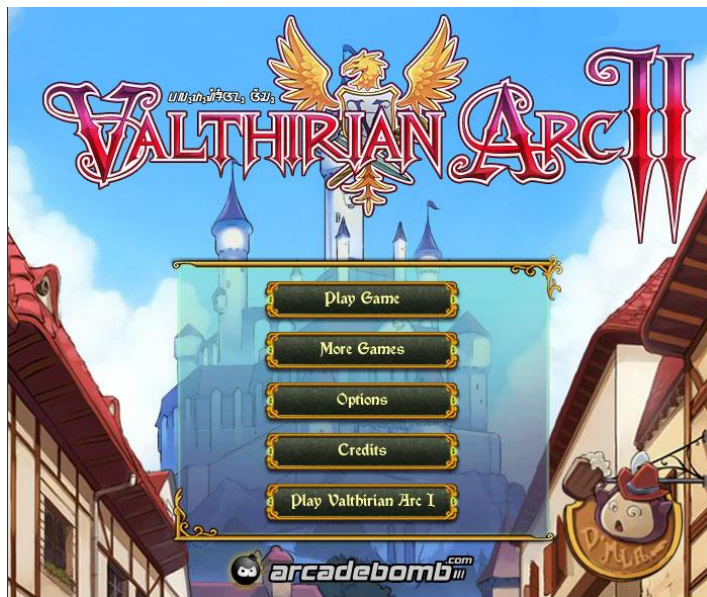 VALTHIRIAN ARC II
Play Game
More Games
Options
Credits
Play Valthirian Arc I
arcadebomb.com